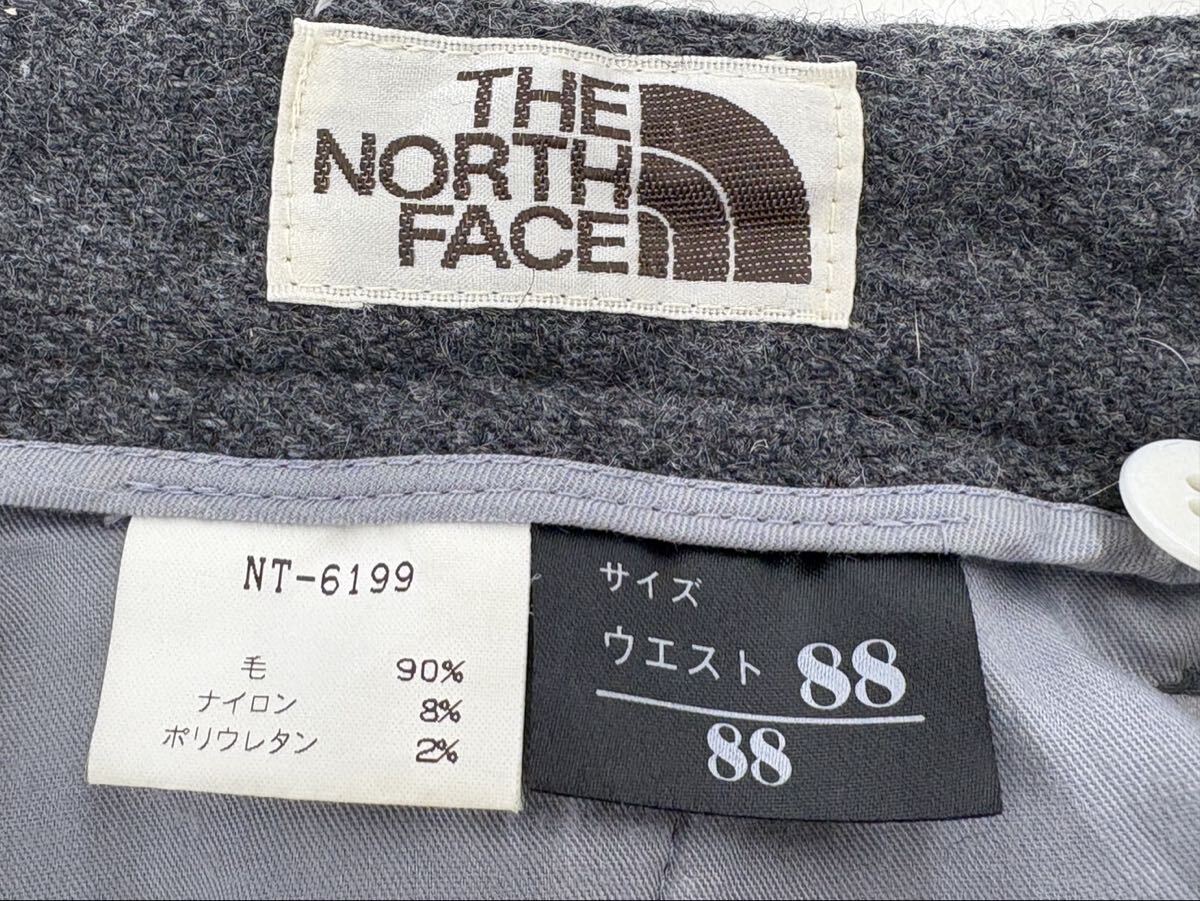 THE
NORTH
FACE
NT-6199
毛 90%
ナイロン 8%
ポリウレタン 2%
サイズ
ウエスト 88
88